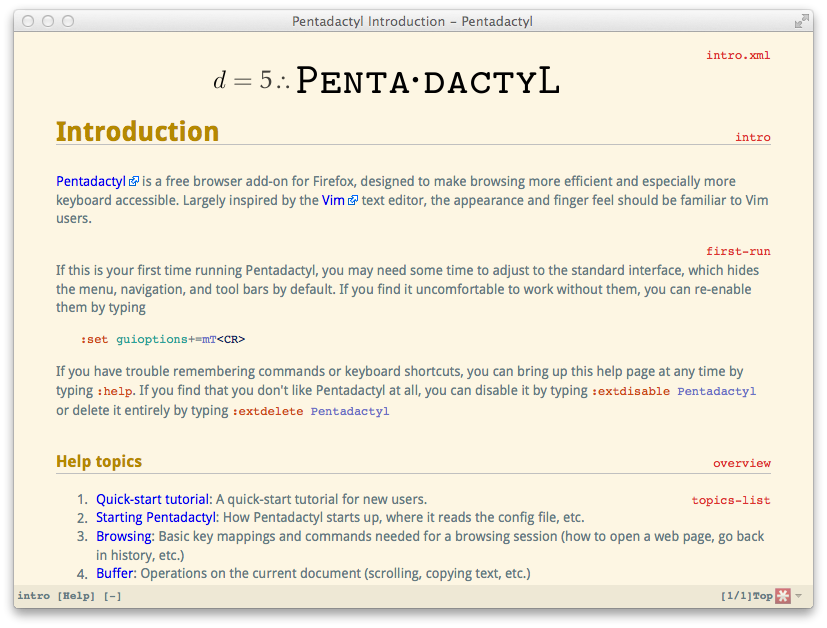 Pentadactyl Introduction – Pentadactyl
intro.xml
d = 5∴ PENTA·DACTYL
Introduction
intro
Pentadactyl is a free browser add-on for Firefox, designed to make browsing more efficient and especially more
keyboard accessible. Largely inspired by the Vim text editor, the appearance and finger feel should be familiar to Vim
users.
first-run
If this is your first time running Pentadactyl, you may need some time to adjust to the standard interface, which hides
the menu, navigation, and tool bars by default. If you find it uncomfortable to work without them, you can re-enable
them by typing
:set guioptions+=mT<CR>
If you have trouble remembering commands or keyboard shortcuts, you can bring up this help page at any time by
typing :help. If you find that you don't like Pentadactyl at all, you can disable it by typing :extdisable Pentadactyl
or delete it entirely by typing :extdelete Pentadactyl
Help topics
overview
1. Quick-start tutorial: A quick-start tutorial for new users.
topics-list
2. Starting Pentadactyl: How Pentadactyl starts up, where it reads the config file, etc.
3. Browsing: Basic key mappings and commands needed for a browsing session (how to open a web page, go back
in history, etc.)
4. Buffer: Operations on the current document (scrolling, copying text, etc.)
intro [Help] [-]
[1/1]Top